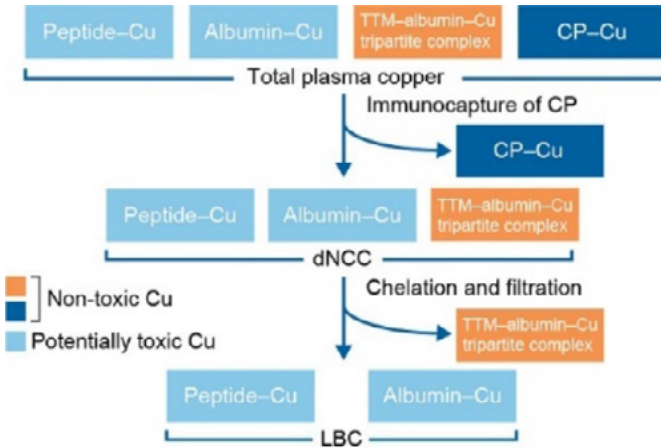 Peptide–Cu
Albumin–Cu
TTM–albumin–Cu
tripartite complex
CP–Cu
Total plasma copper
Immunocapture of CP
CP–Cu
Peptide–Cu
Albumin–Cu
TTM–albumin–Cu
tripartite complex
dNCC
Chelation and filtration
Non-toxic Cu
TTM–albumin–Cu
tripartite complex
Potentially toxic Cu
Peptide–Cu
Albumin–Cu
LBC